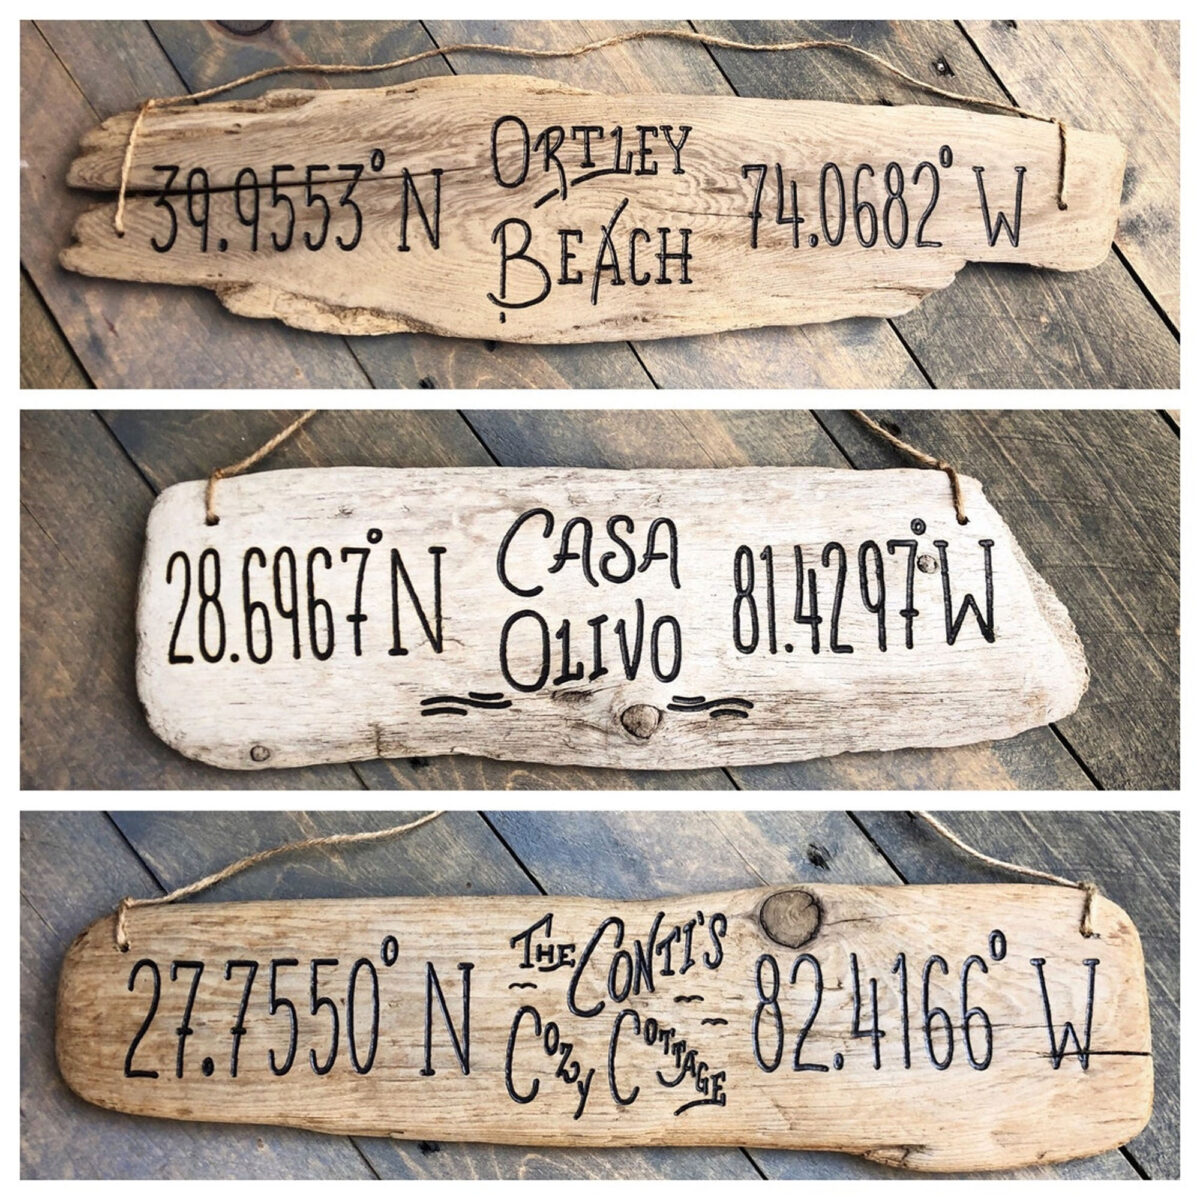 39.9553° N
ORTLEY
BEACH
74.0682° W
28.6967° N
CASA
OLIVO
81.4297° W
27.7550° N
THE CONTI'S
COZY COTTAGE
82.4166° W